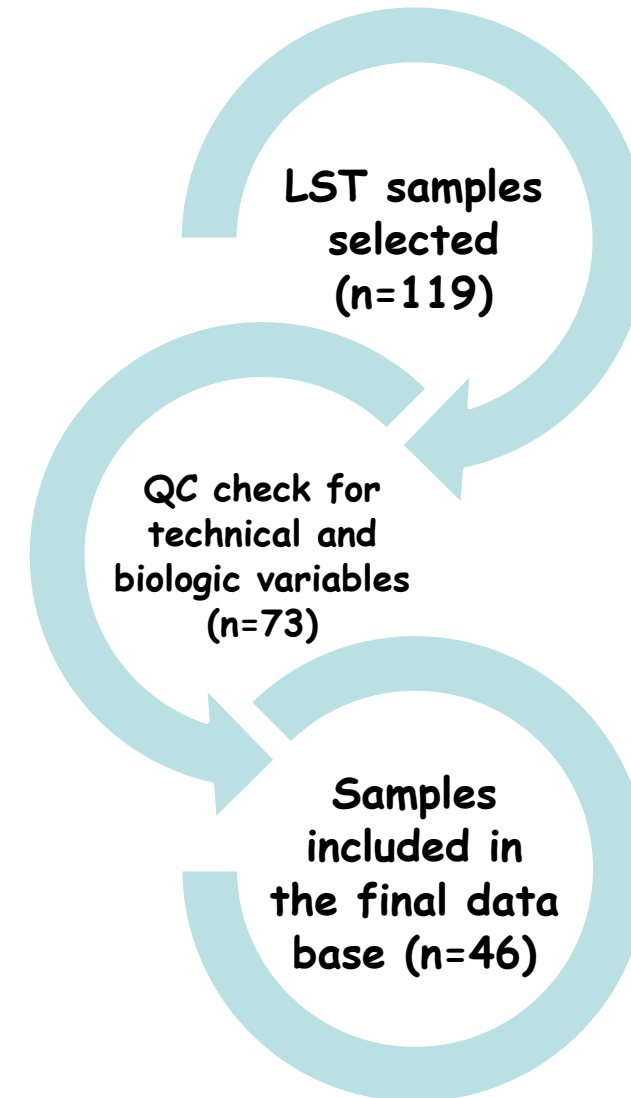 LST samples
selected
(n=119)
QC check for
technical and
biologic variables
(n=73)
Samples
included in
the final data
base (n=46)